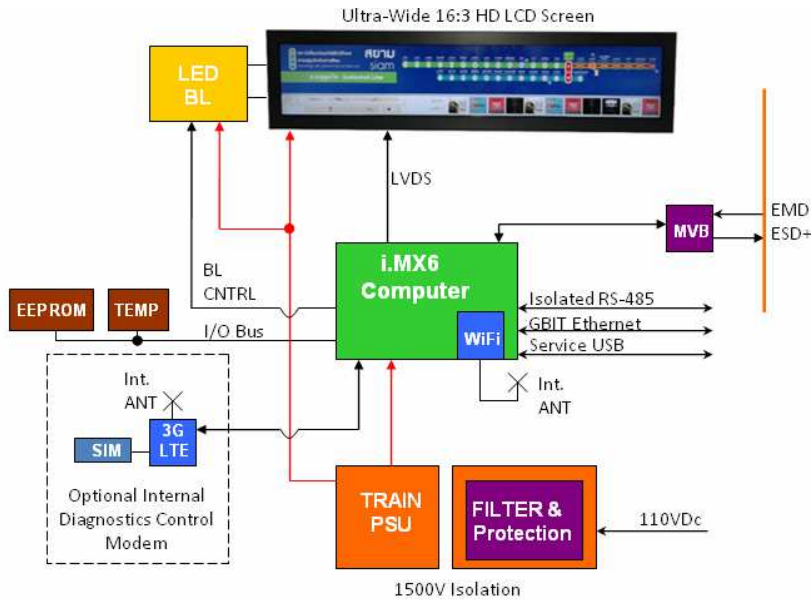 Ultra-Wide 16:3 HD LCD Screen
LED
BL
สยาม
siam
LVDS
EMD
ESD+
MVB
i.MX6
Computer
BL
CNTRL
Isolated RS-485
GBIT Ethernet
Service USB
EEPROM
TEMP
I/O Bus
WiFi
Int.
ANT
Int.
ANT
3G
LTE
SIM
Optional Internal
Diagnostics Control
Modem
TRAIN
PSU
FILTER &
Protection
110VDc
1500V Isolation